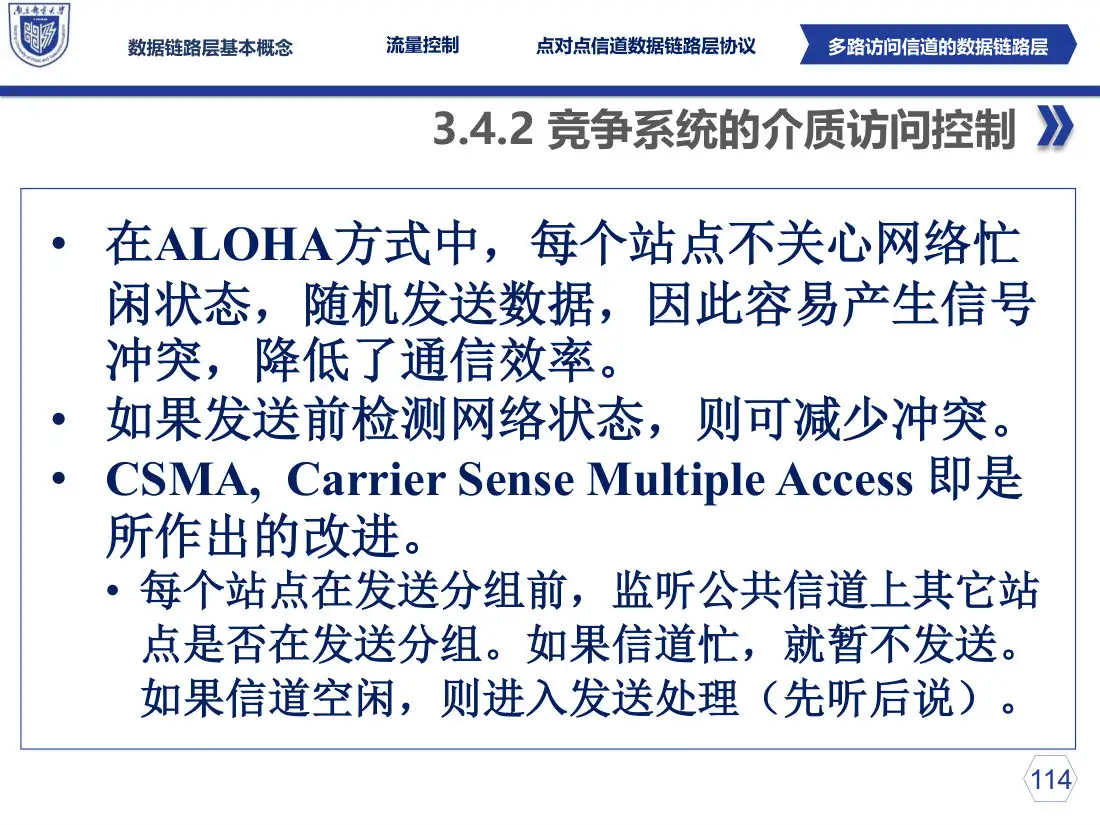 南京邮电大学
数据链路层基本概念
流量控制
点对点信道数据链路层协议
多路访问信道的数据链路层
3.4.2 竞争系统的介质访问控制
• 在ALOHA方式中，每个站点不关心网络忙
闲状态，随机发送数据，因此容易产生信号
冲突，降低了通信效率。
• 如果发送前检测网络状态，则可减少冲突。
• CSMA, Carrier Sense Multiple Access 即是
所作出的改进。
• 每个站点在发送分组前，监听公共信道上其它站
点是否在发送分组。如果信道忙，就暂不发送。
如果信道空闲，则进入发送处理（先听后说）。
114